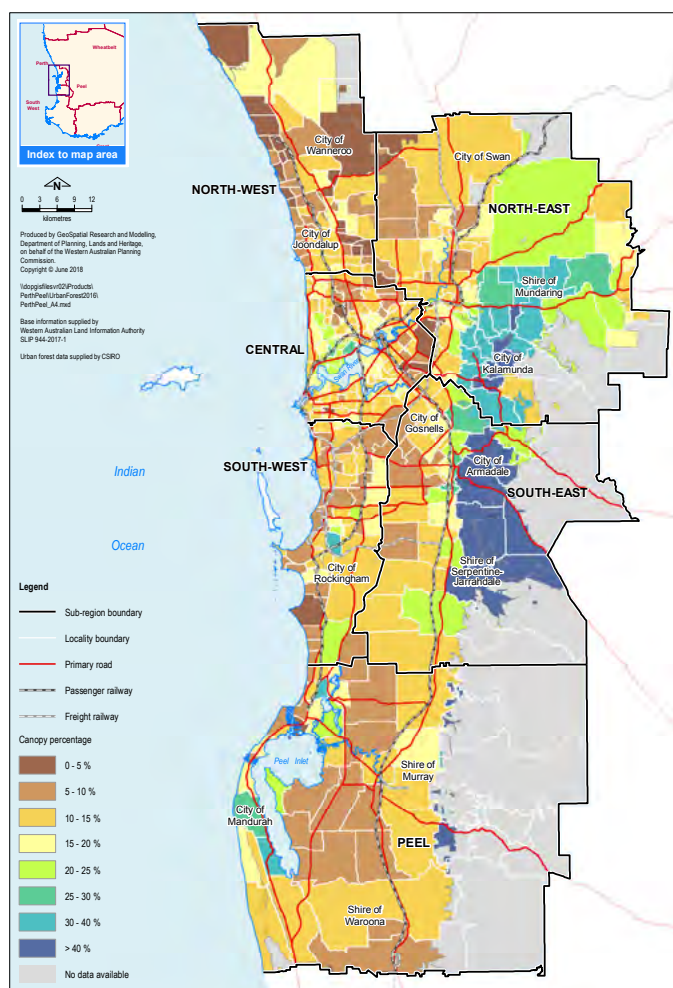 Wheatbelt
Perth
Peel
South
West
Index to map area
N
0 3 6 9 12
kilometres
Produced by GeoSpatial Research and Modelling,
Department of Planning, Lands and Heritage,
on behalf of the Western Australian Planning
Commission.
Copyright © June 2018
\\dopgisfilesvr02\Products\
PerthPeel\UrbanForest2016\
PerthPeel_A4.mxd
Base information supplied by
Western Australian Land Information Authority
SLIP 944-2017-1
Urban forest data supplied by CSIRO
City of
Wanneroo
City of Swan
NORTH-WEST
NORTH-EAST
City of
Joondalup
Shire of
Mundaring
CENTRAL
Swan River
City of
Kalamunda
City of
Gosnells
SOUTH-WEST
City of
Armadale
SOUTH-EAST
Indian
Ocean
City of
Rockingham
Shire of
Serpentine-
Jarrahdale
Peel Inlet
Shire of
Murray
City of
Mandurah
PEEL
Shire of
Waroona
Legend
Sub-region boundary
Locality boundary
Primary road
Passenger railway
Freight railway
Canopy percentage
0 - 5 %
5 - 10 %
10 - 15 %
15 - 20 %
20 - 25 %
25 - 30 %
30 - 40 %
> 40 %
No data available